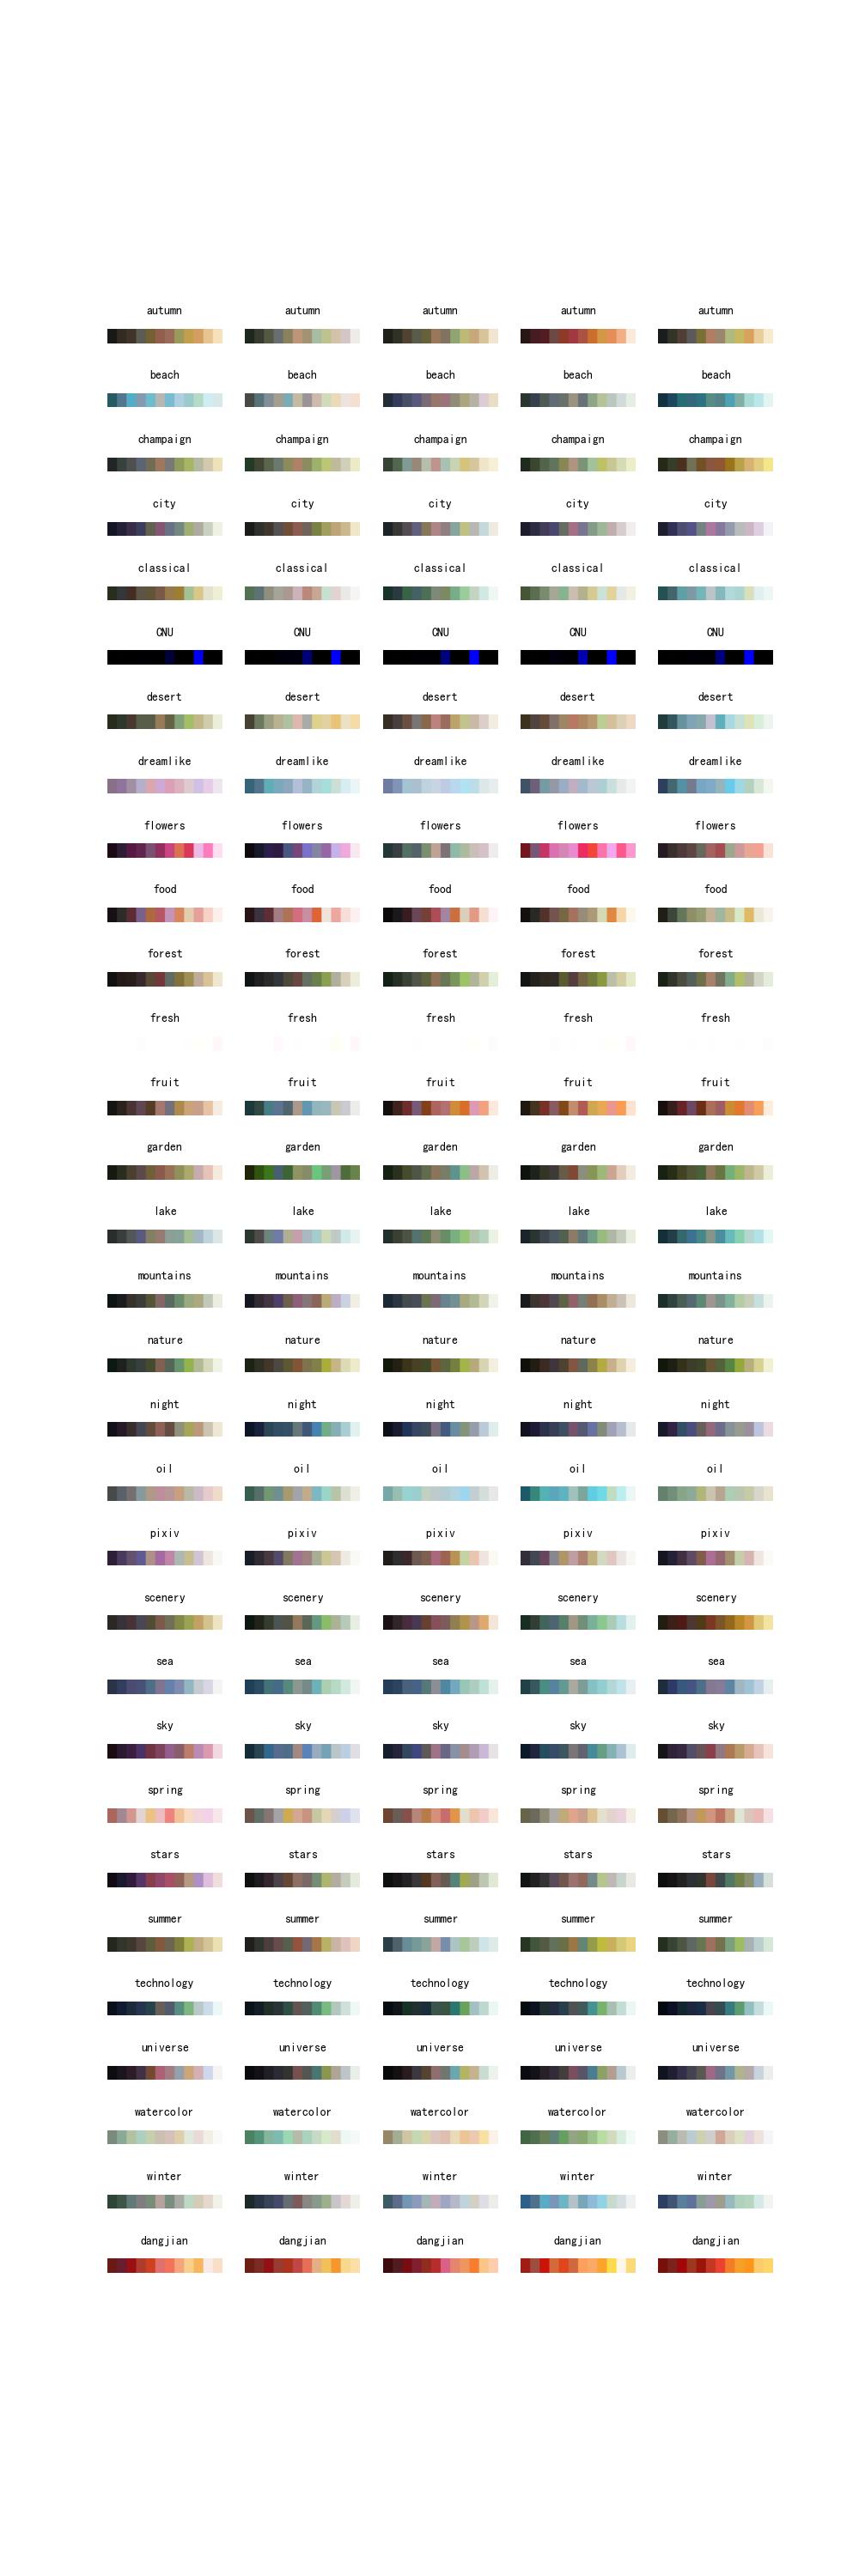 autumn autumn autumn autumn autumn
beach beach beach beach beach
champaign champaign champaign champaign champaign
city city city city city
classical classical classical classical classical
CNU CNU CNU CNU CNU
desert desert desert desert desert
dreamlike dreamlike dreamlike dreamlike dreamlike
flowers flowers flowers flowers flowers
food food food food food
forest forest forest forest forest
fresh fresh fresh fresh fresh
fruit fruit fruit fruit fruit
garden garden garden garden garden
lake lake lake lake lake
mountains mountains mountains mountains mountains
nature nature nature nature nature
night night night night night
oil oil oil oil oil
pixiv pixiv pixiv pixiv pixiv
scenery scenery scenery scenery scenery
sea sea sea sea sea
sky sky sky sky sky
spring spring spring spring spring
stars stars stars stars stars
summer summer summer summer summer
technology technology technology technology technology
universe universe universe universe universe
watercolor watercolor watercolor watercolor watercolor
winter winter winter winter winter
dangjian dangjian dangjian dangjian dangjian